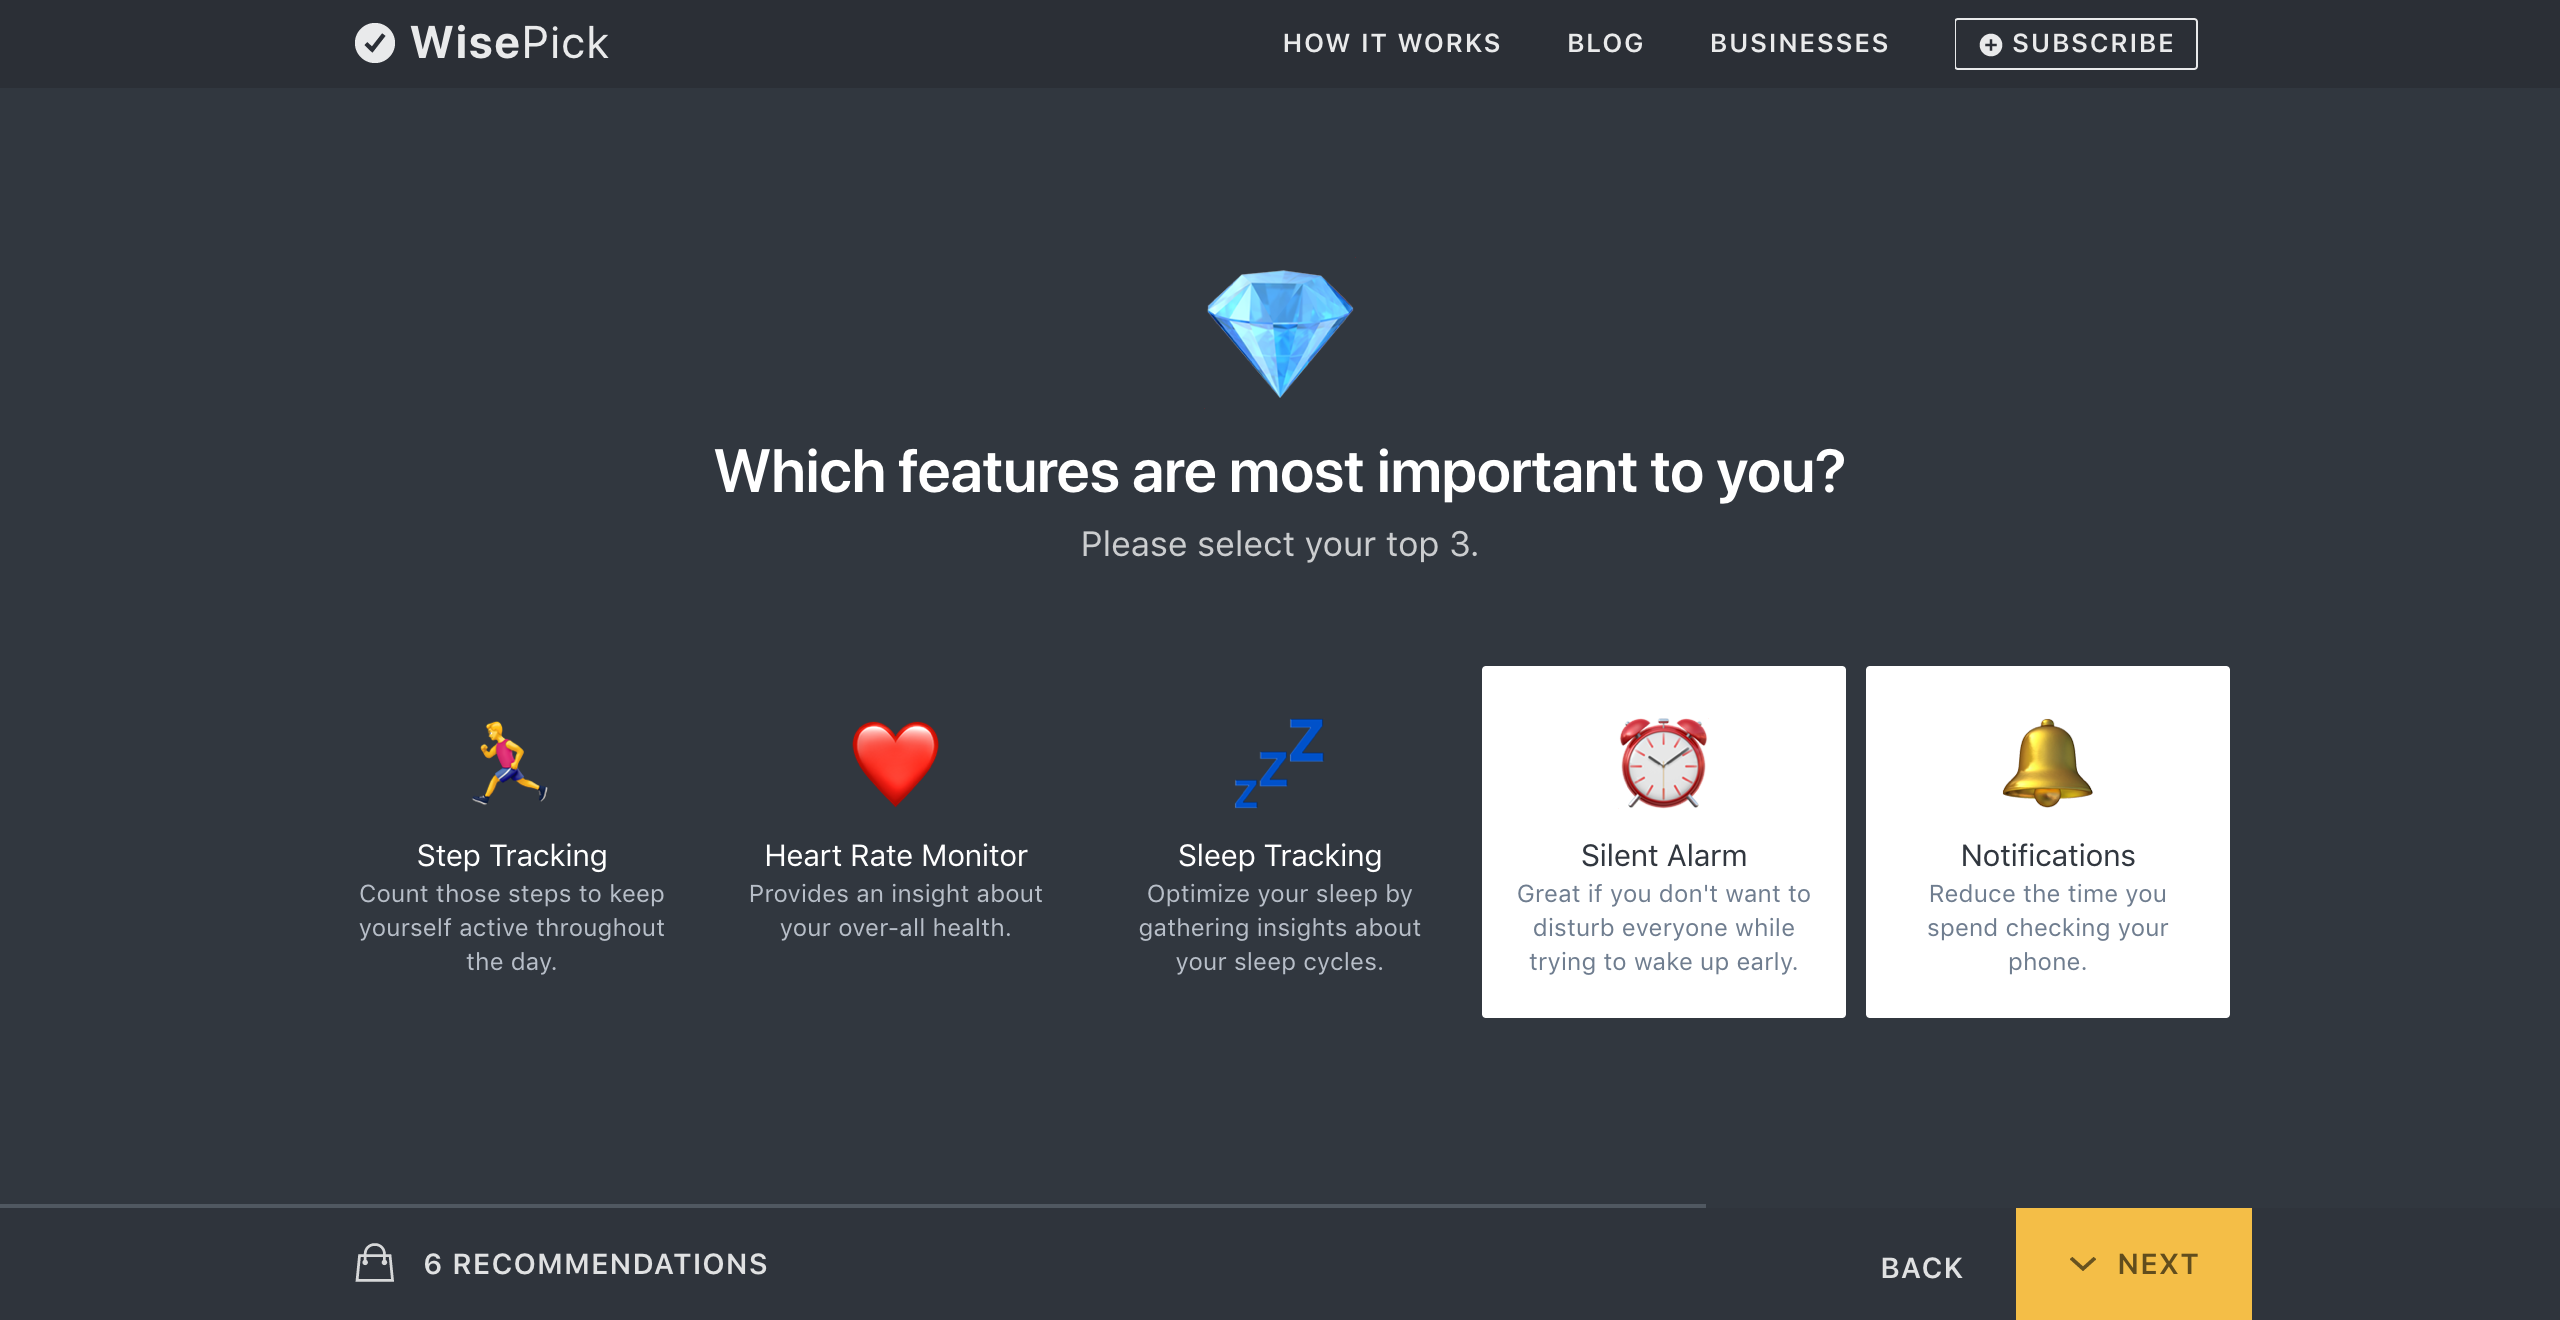 WisePick
HOW IT WORKS
BLOG
BUSINESSES
SUBSCRIBE
Which features are most important to you?
Please select your top 3.
Step Tracking
Count those steps to keep
yourself active throughout
the day.
Heart Rate Monitor
Provides an insight about
your over-all health.
Sleep Tracking
Optimize your sleep by
gathering insights about
your sleep cycles.
Silent Alarm
Great if you don't want to
disturb everyone while
trying to wake up early.
Notifications
Reduce the time you
spend checking your
phone.
6 RECOMMENDATIONS
BACK
NEXT